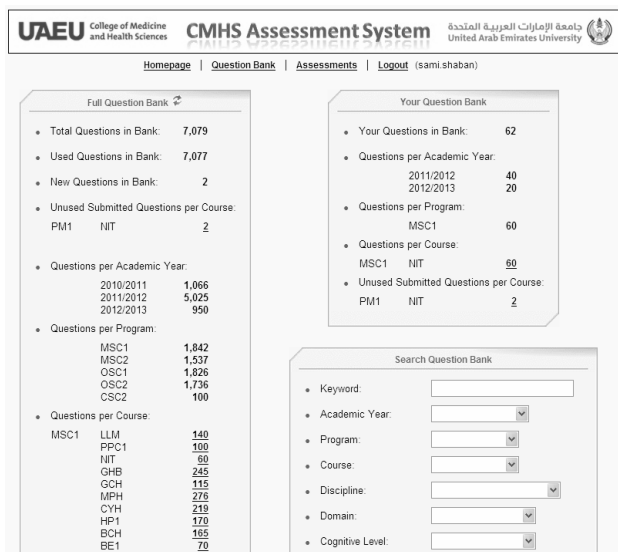 UAEU College of Medicine and Health Sciences
CMHS Assessment System
جامعة الإمارات العربية المتحدة
United Arab Emirates University
Homepage | Question Bank | Assessments | Logout (sami.shaban)
Full Question Bank
Total Questions in Bank: 7,079
Used Questions in Bank: 7,077
New Questions in Bank: 2
Unused Submitted Questions per Course:
PM1 NIT 2
Questions per Academic Year:
2010/2011 1,066
2011/2012 5,025
2012/2013 950
Questions per Program:
MSC1 1,842
MSC2 1,537
OSC1 1,826
OSC2 1,736
CSC2 100
Questions per Course:
MSC1 LLM 140
PPC1 100
NIT 60
GHB 245
GCH 115
MPH 276
CYH 219
HP1 170
BCH 165
BE1 70
Your Question Bank
Your Questions in Bank: 62
Questions per Academic Year:
2011/2012 40
2012/2013 20
Questions per Program:
MSC1 60
Questions per Course:
MSC1 NIT 60
Unused Submitted Questions per Course:
PM1 NIT 2
Search Question Bank
Keyword:
Academic Year:
Program:
Course:
Discipline:
Domain:
Cognitive Level: